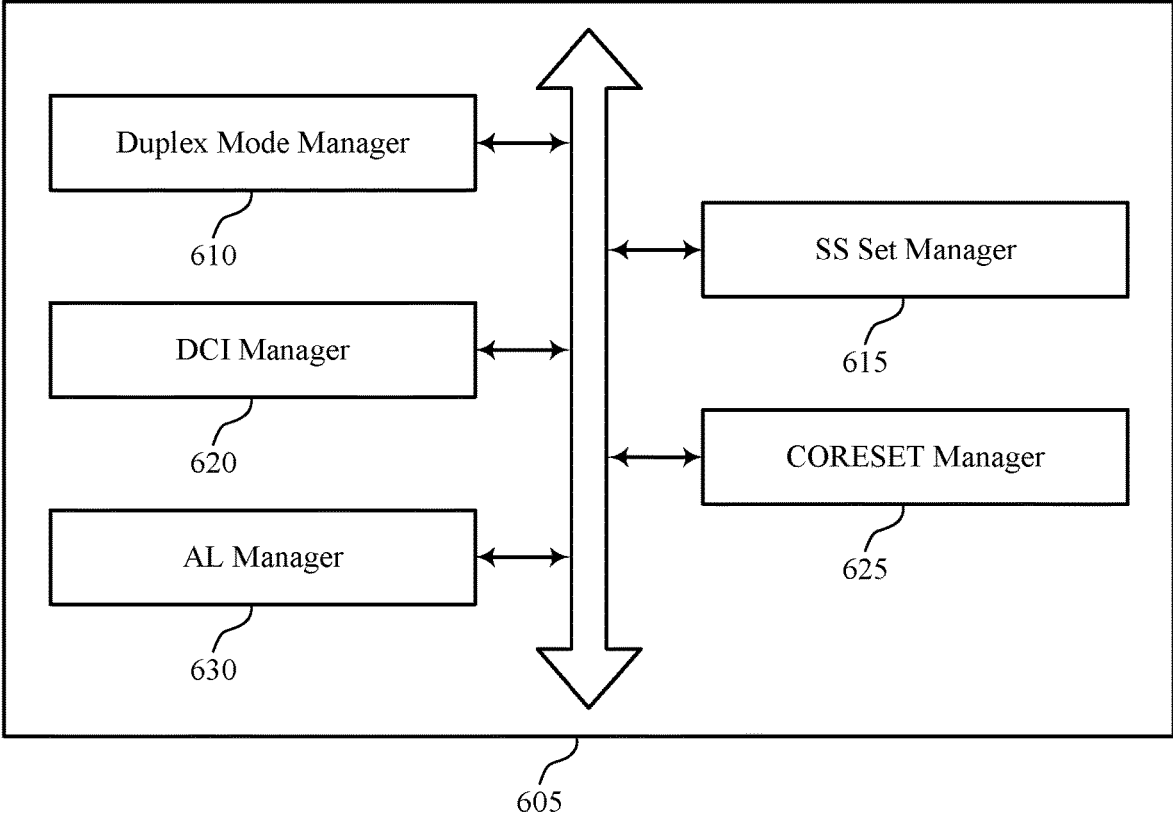 Duplex Mode Manager
610
SS Set Manager
615
DCI Manager
620
CORESET Manager
625
AL Manager
630
605